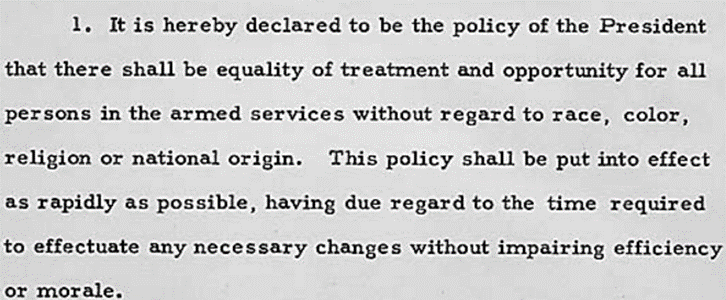 1. It is hereby declared to be the policy of the President
that there shall be equality of treatment and opportunity for all
persons in the armed services without regard to race, color,
religion or national origin. This policy shall be put into effect
as rapidly as possible, having due regard to the time required
to effectuate any necessary changes without impairing efficiency
or morale.